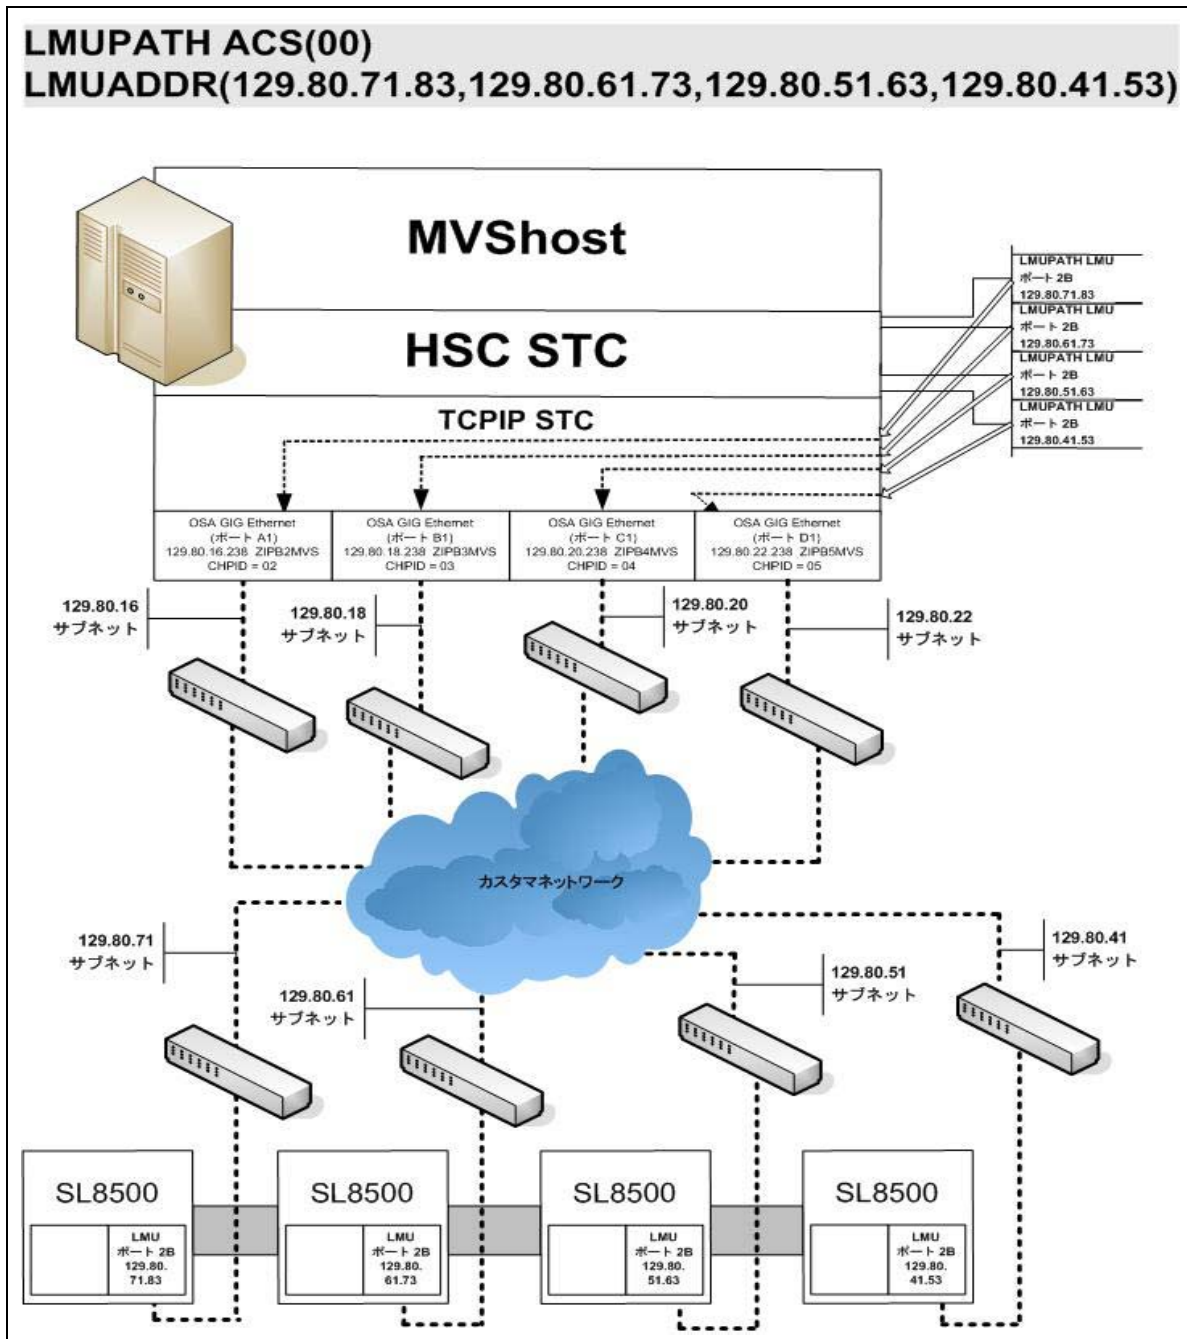 LMUPATH ACS(00)
LMUADDR(129.80.71.83,129.80.61.73,129.80.51.63,129.80.41.53)
MVShost
HSC STC
TCPIP STC
LMUPATH LMU
ポート 2B
129.80.71.83
LMUPATH LMU
ポート 2B
129.80.61.73
LMUPATH LMU
ポート 2B
129.80.51.63
LMUPATH LMU
ポート 2B
129.80.41.53
OSA GIG Ethernet
(ポート A1)
129.80.16.238 ZIPB2MVS
CHPID = 02
OSA GIG Ethernet
(ポート B1)
129.80.18.238 ZIPB3MVS
CHPID = 03
OSA GIG Ethernet
(ポート C1)
129.80.20.238 ZIPB4MVS
CHPID = 04
OSA GIG Ethernet
(ポート D1)
129.80.22.238 ZIPB5MVS
CHPID = 05
129.80.16
サブネット
129.80.18
サブネット
129.80.20
サブネット
129.80.22
サブネット
カスタマネットワーク
129.80.71
サブネット
129.80.61
サブネット
129.80.51
サブネット
129.80.41
サブネット
SL8500
LMU
ポート 2B
129.80.
71.83
SL8500
LMU
ポート 2B
129.80.
61.73
SL8500
LMU
ポート 2B
129.80.
51.63
SL8500
LMU
ポート 2B
129.80.
41.53